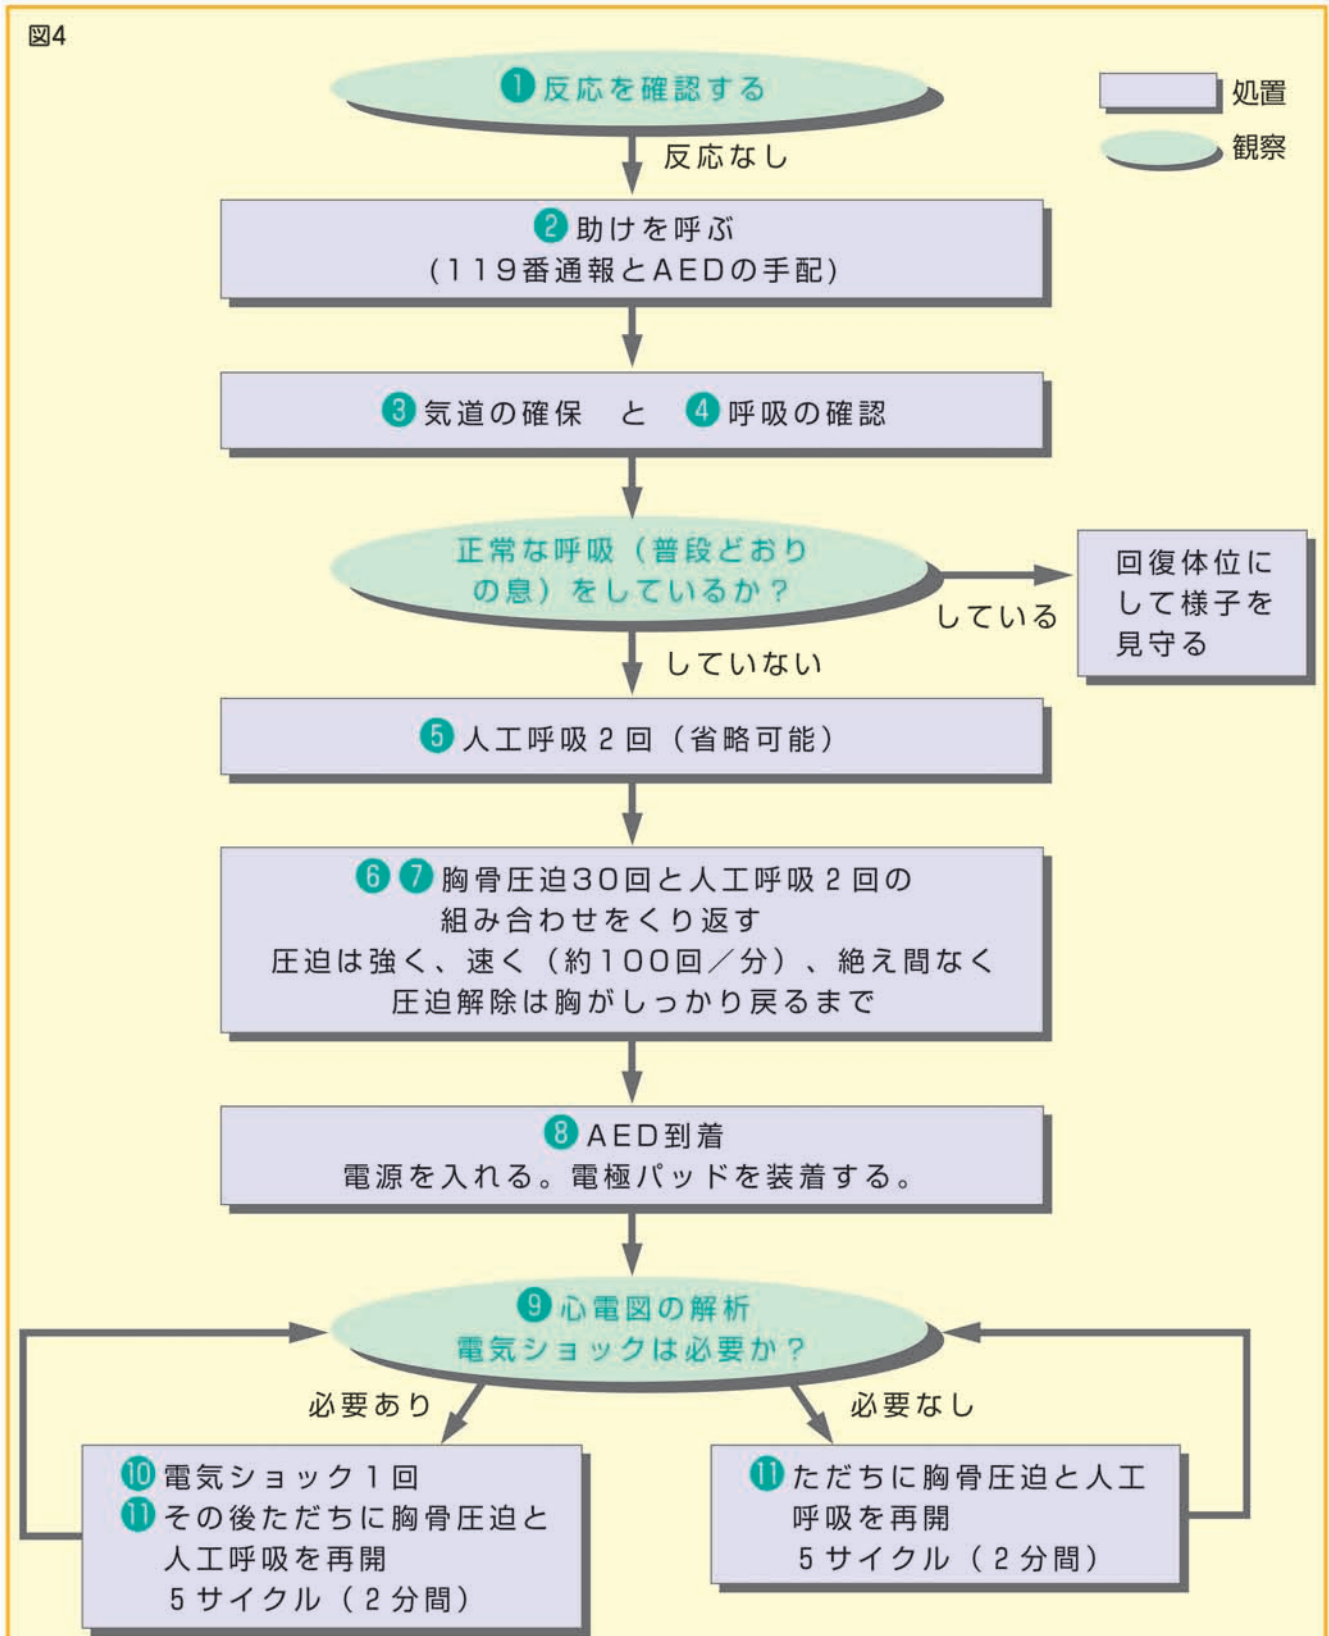 図4
❶反応を確認する
処置
観察
反応なし
❷助けを呼ぶ
(119番通報とAEDの手配)
❸気道の確保　と　❹呼吸の確認
正常な呼吸（普段どおり
の息）をしているか？
している
回復体位に
して様子を
見守る
していない
❺人工呼吸２回（省略可能）
❻❼胸骨圧迫30回と人工呼吸２回の
組み合わせをくり返す
圧迫は強く、速く（約100回／分）、絶え間なく
圧迫解除は胸がしっかり戻るまで
❽AED到着
電源を入れる。電極パッドを装着する。
❾心電図の解析
電気ショックは必要か？
必要あり
必要なし
❿電気ショック１回
⓫その後ただちに胸骨圧迫と
人工呼吸を再開
５サイクル（２分間）
⓫ただちに胸骨圧迫と人工
呼吸を再開
５サイクル（２分間）